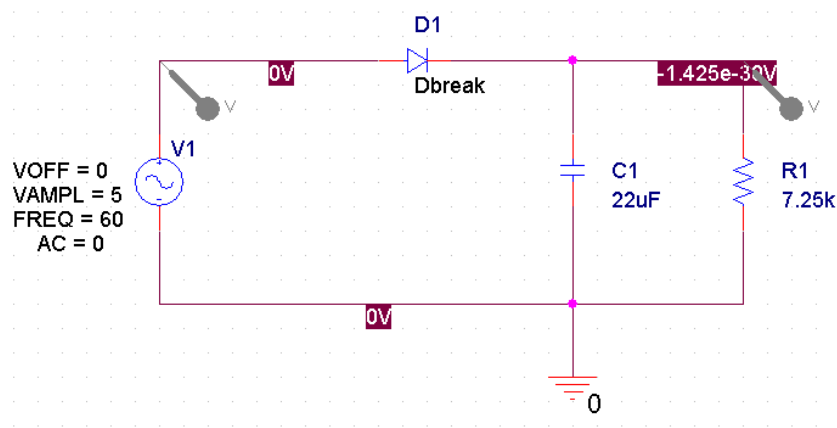 D1
0V
Dbreak
-1.425e-30V
V
V
V1
VOFF = 0
VAMPL = 5
FREQ = 60
AC = 0
C1
22uF
R1
7.25k
0V
0